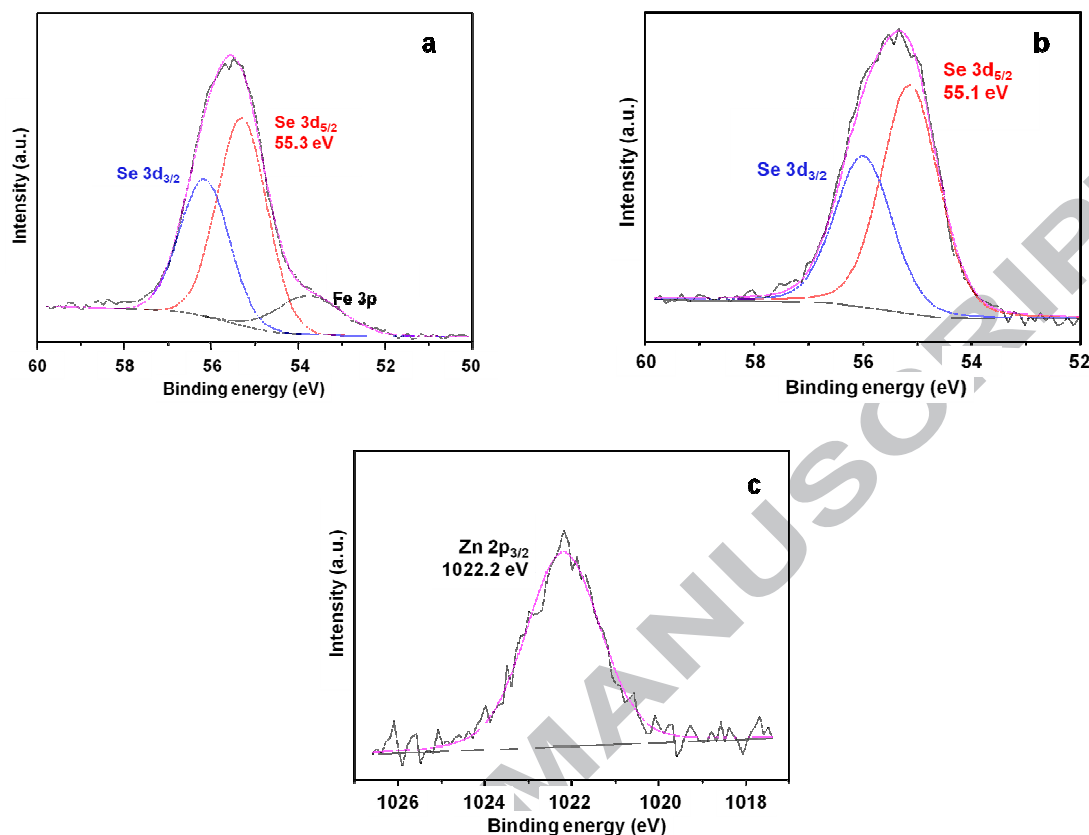 a
Se 3d5/2
55.3 eV
Se 3d3/2
Fe 3p
Intensity (a.u.)
60 58 56 54 52 50
Binding energy (eV)
b
Se 3d5/2
55.1 eV
Se 3d3/2
Intensity (a.u.)
60 58 56 54 52
Binding energy (eV)
c
Zn 2p3/2
1022.2 eV
Intensity (a.u.)
1026 1024 1022 1020 1018
Binding energy (eV)
MANUSCRIP